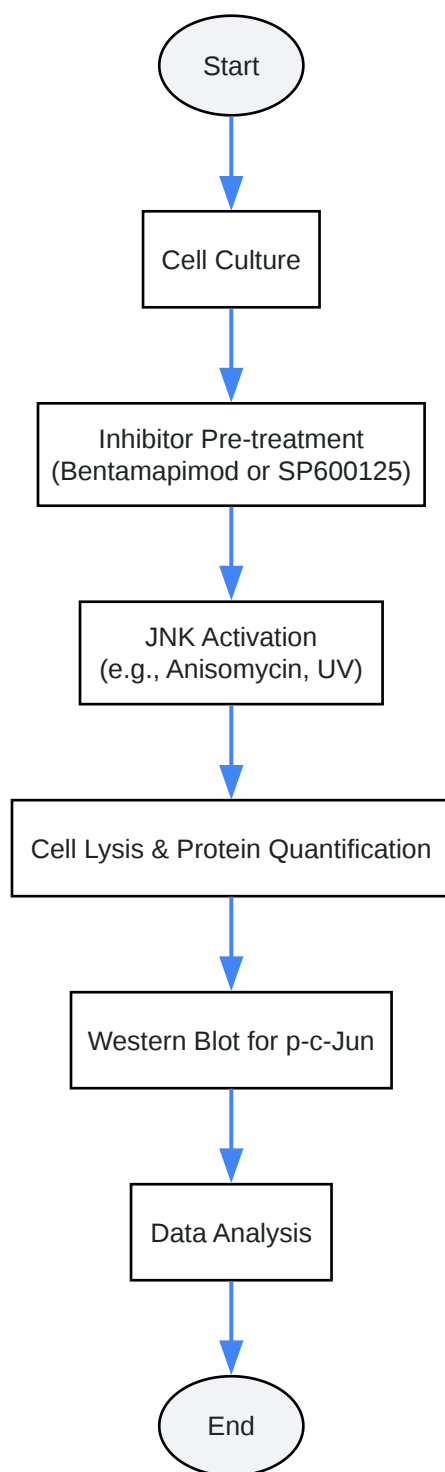 Start
Cell Culture
Inhibitor Pre-treatment
(Bentamapimod or SP600125)
JNK Activation
(e.g., Anisomycin, UV)
Cell Lysis & Protein Quantification
Western Blot for p-c-Jun
Data Analysis
End